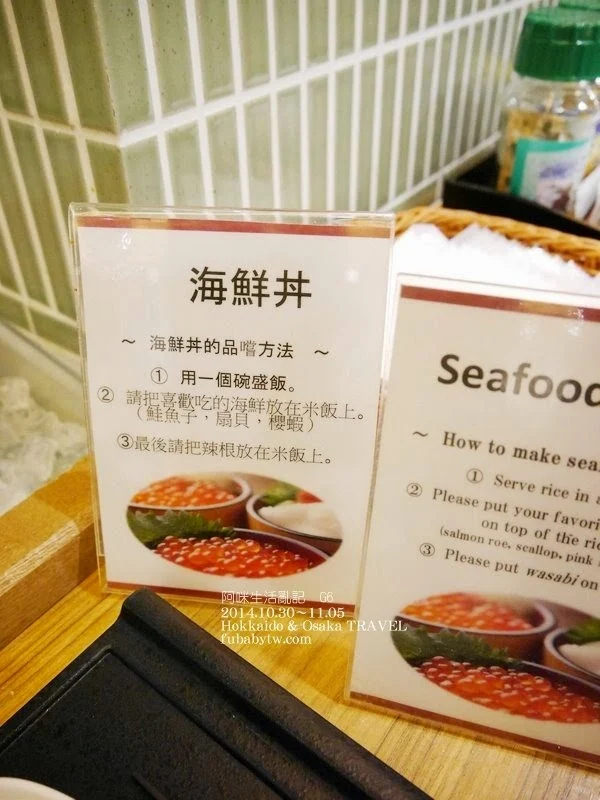 海鮮丼
～ 海鮮丼的品嚐方法 ～
① 用一個碗盛飯。
② 請把喜歡吃的海鮮放在米飯上。
（鮭魚子，扇貝，櫻蝦）
③最後請把辣根放在米飯上。
Seafood
～ How to make sea
① Serve rice in a
② Please put your favori
on top of the ric
(salmon roe, scallop, pink
③ Please put wasabi on
阿咪生活亂記 G6
2014.10.30~11.05
Hokkaido & Osaka TRAVEL
fubabytw.com